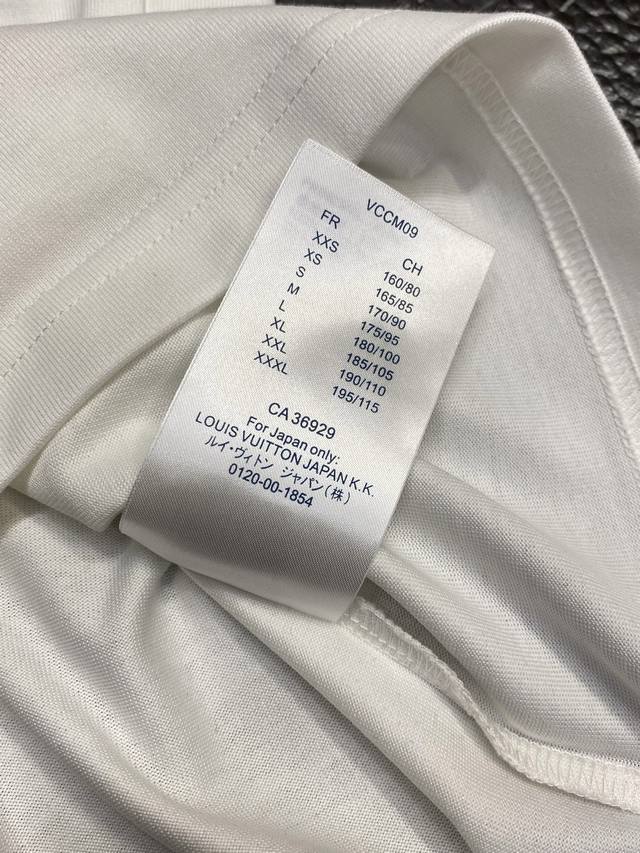 VCCM09
FR CH
XXS 160/80
XS 165/85
S 170/90
M 175/95
L 180/100
XL 185/105
XXL 190/110
XXXL 195/115
CA 36929
For Japan only:
LOUIS VUITTON JAPAN K.K.
ルイ・ヴィトン ジャパン(株)
0120-00-1854